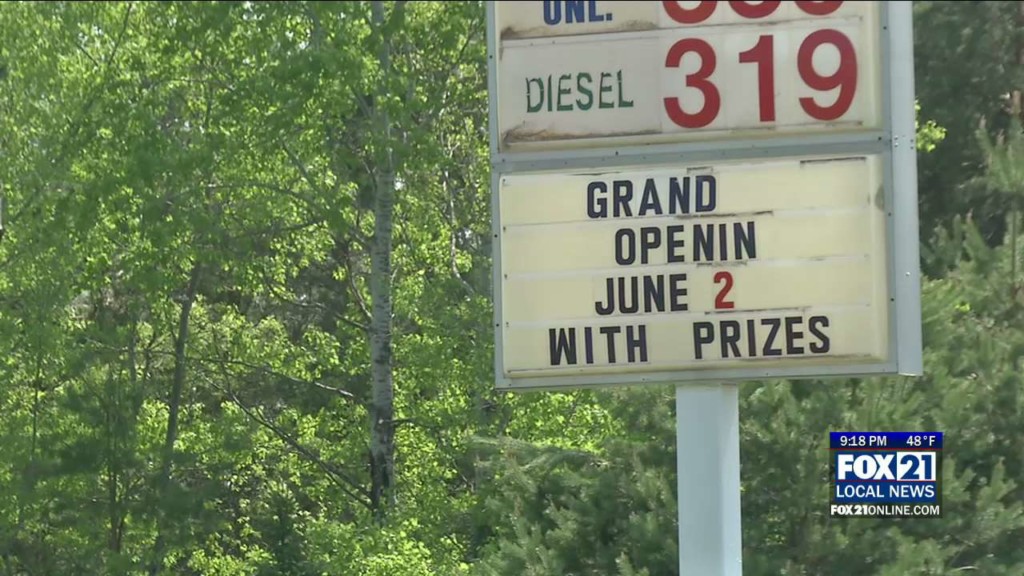 UNL.
DIESEL 319
GRAND
OPENIN
JUNE 2
WITH PRIZES
9:18 PM 48°F
FOX21
LOCAL NEWS
FOX21ONLINE.COM